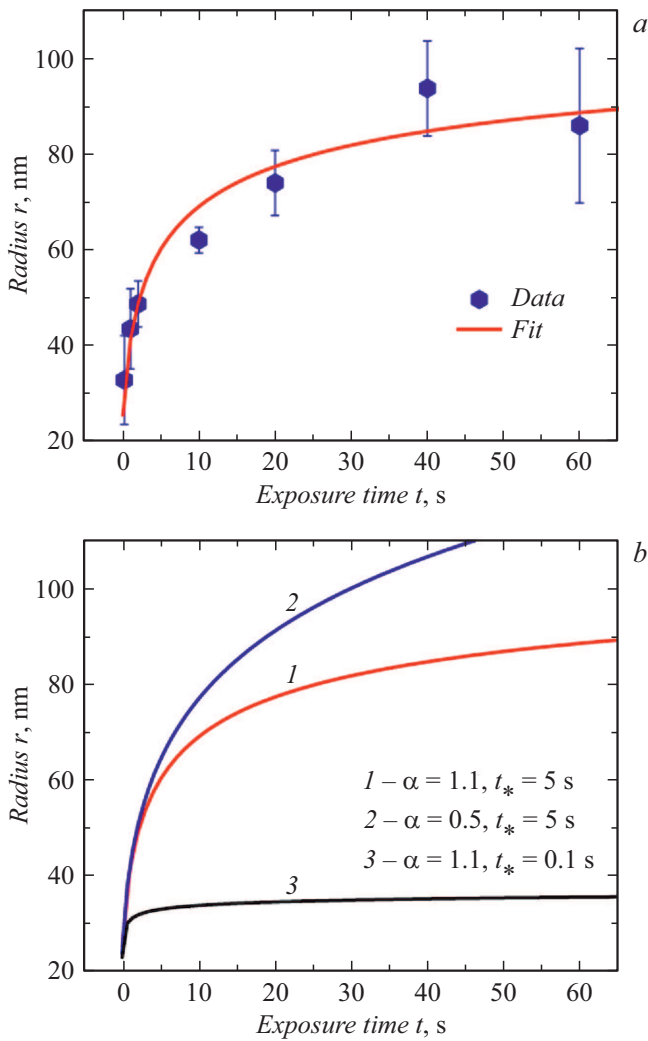 a
100
80
60
40
20
Radius r, nm
Data
Fit
0 10 20 30 40 50 60
Exposure time t, s
b
100
80
60
40
20
Radius r, nm
2
1
3
1 – α = 1.1, t* = 5 s
2 – α = 0.5, t* = 5 s
3 – α = 1.1, t* = 0.1 s
0 10 20 30 40 50 60
Exposure time t, s